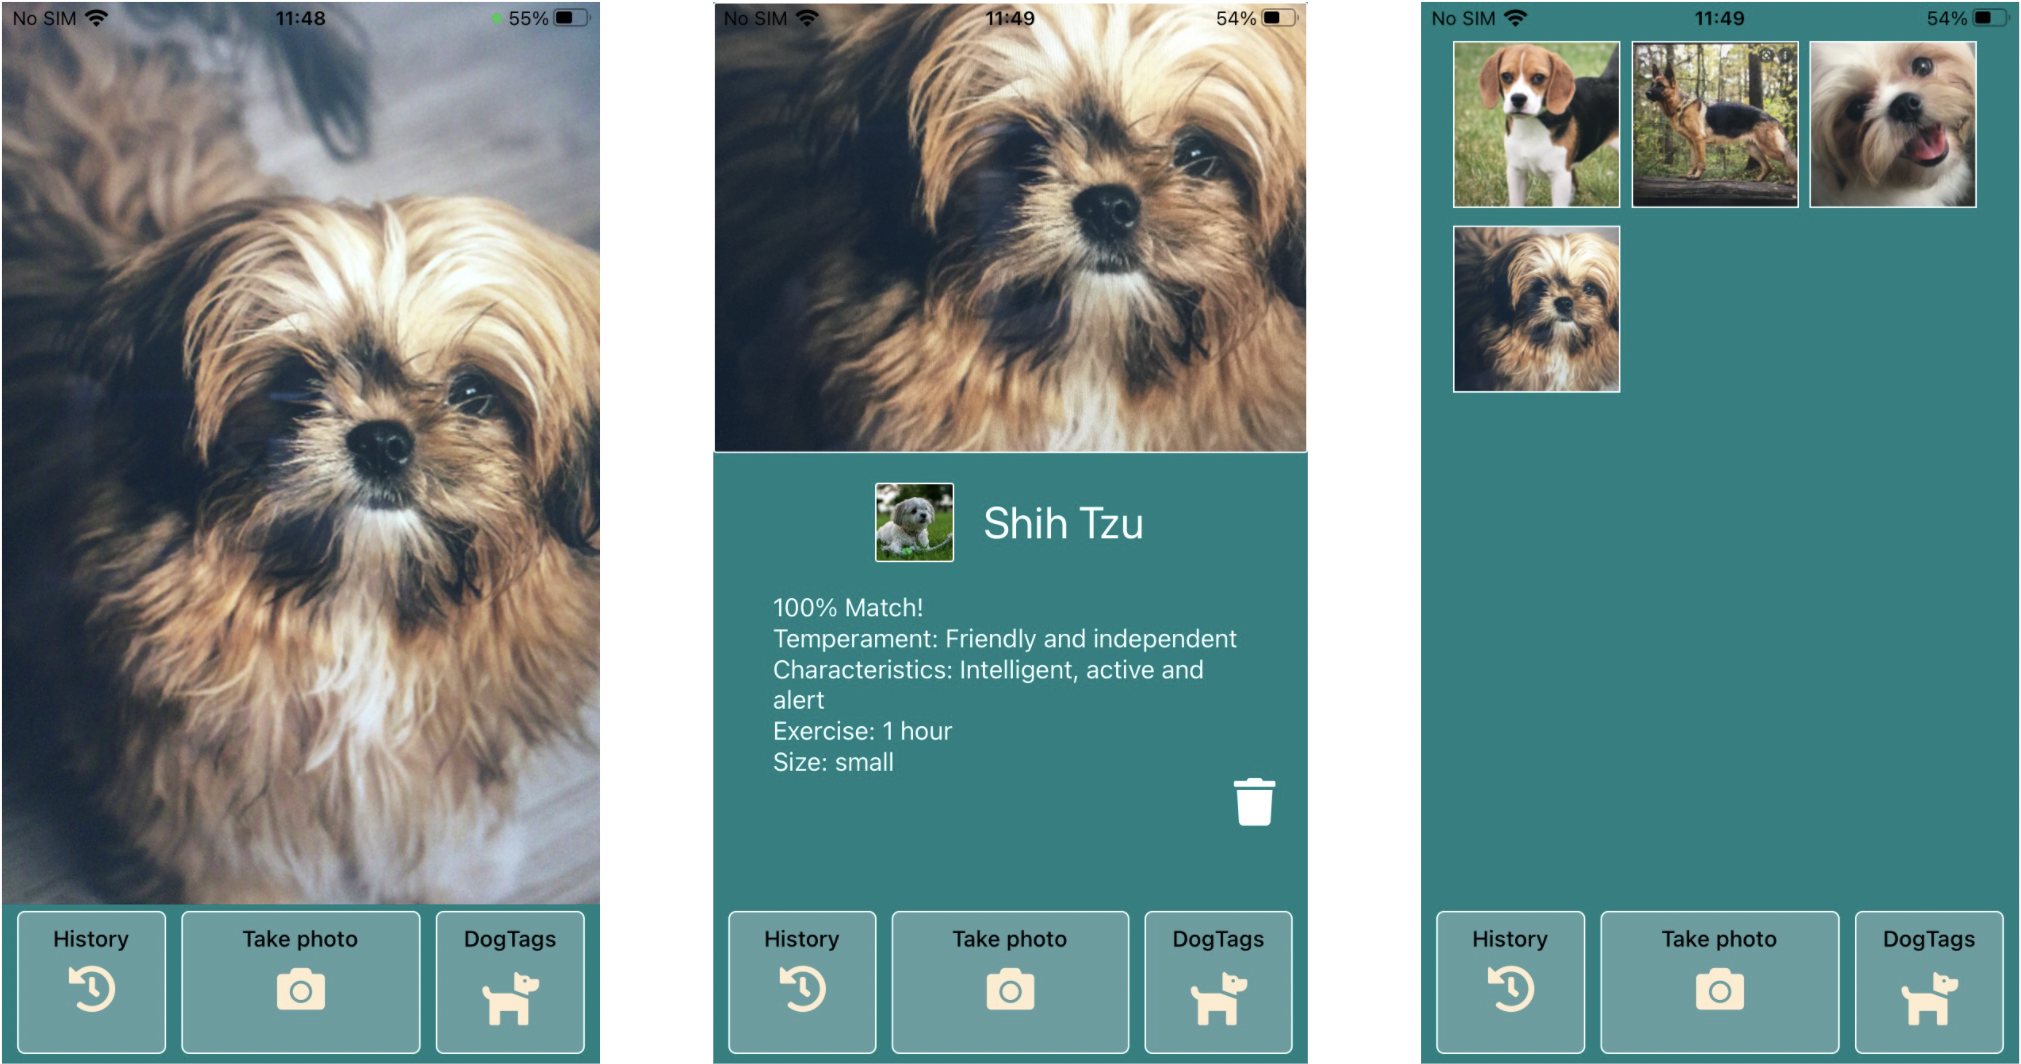 No SIM 11:48 55%
History Take photo DogTags
No SIM 11:49 54%
Shih Tzu
100% Match!
Temperament: Friendly and independent
Characteristics: Intelligent, active and
alert
Exercise: 1 hour
Size: small
History Take photo DogTags
No SIM 11:49 54%
History Take photo DogTags